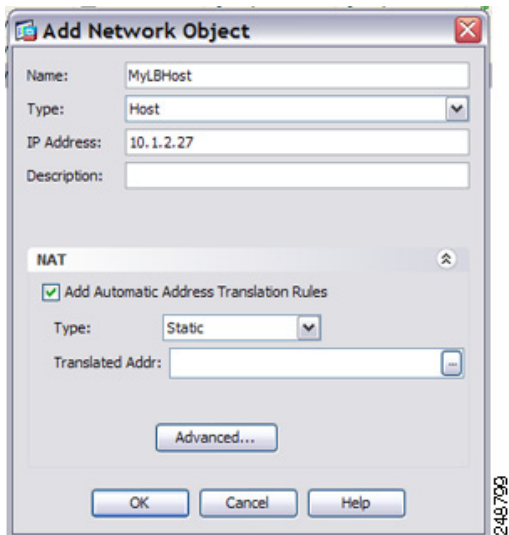 Add Network Object
Name: MyLBHost
Type: Host
IP Address: 10.1.2.27
Description:
NAT
Add Automatic Address Translation Rules
Type: Static
Translated Addr: ...
Advanced...
OK Cancel Help
248799